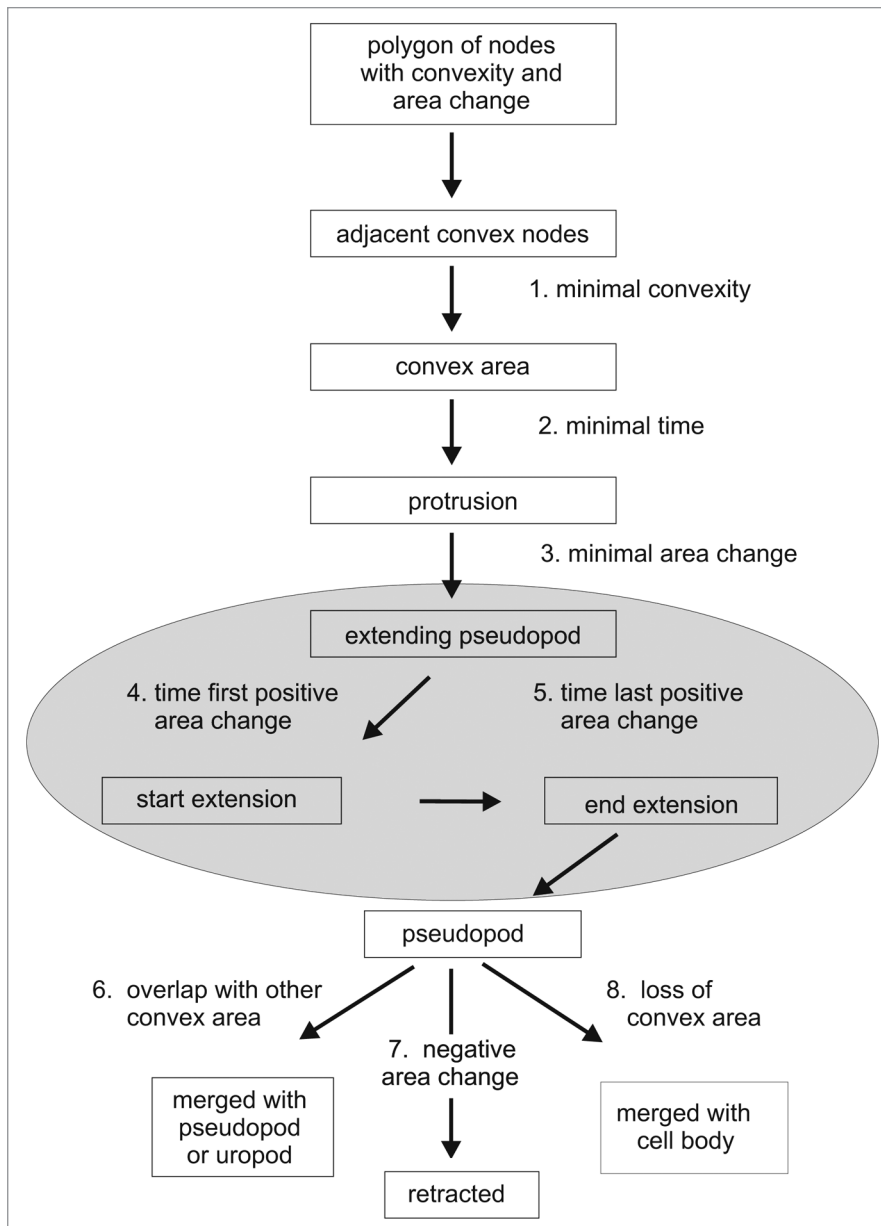 polygon of nodes
with convexity and
area change
adjacent convex nodes
1. minimal convexity
convex area
2. minimal time
protrusion
3. minimal area change
extending pseudopod
4. time first positive
area change
5. time last positive
area change
start extension
end extension
pseudopod
6. overlap with other
convex area
7. negative
area change
8. loss of
convex area
merged with
pseudopod
or uropod
retracted
merged with
cell body